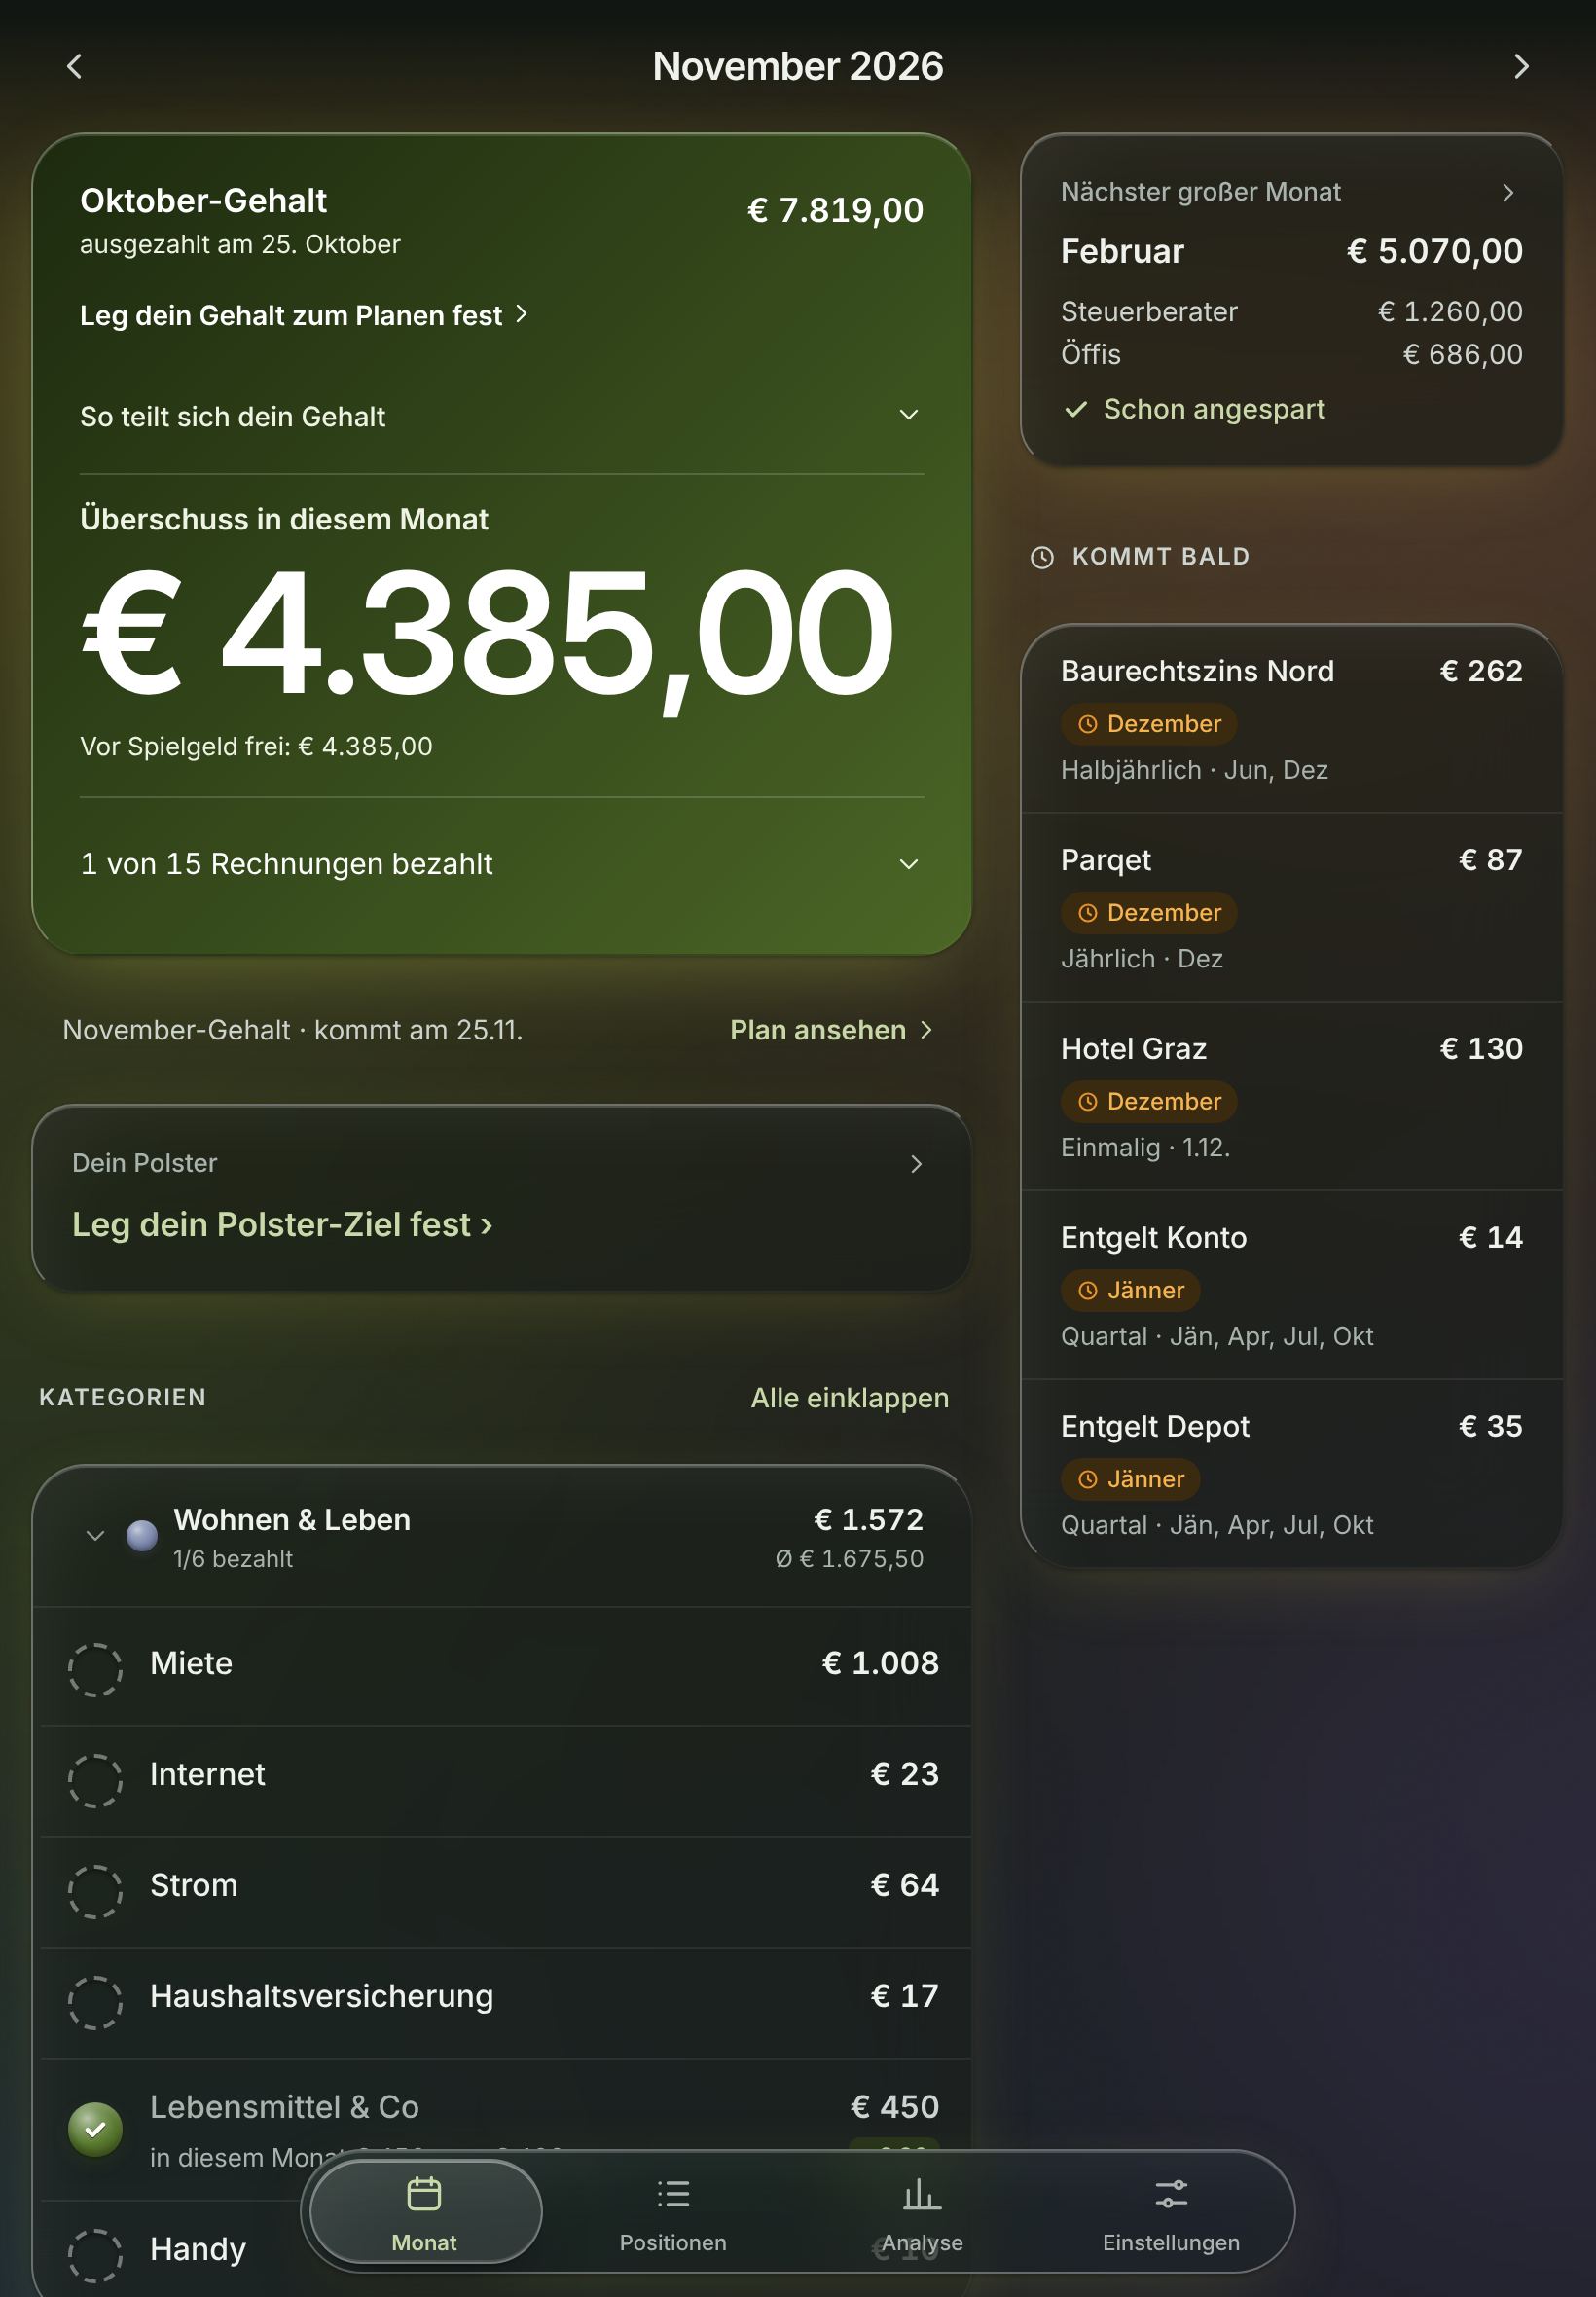 November 2026
Oktober-Gehalt
€ 7.819,00
ausgezahlt am 25. Oktober
Leg dein Gehalt zum Planen fest
So teilt sich dein Gehalt
Überschuss in diesem Monat
€ 4.385,00
Vor Spielgeld frei: € 4.385,00
1 von 15 Rechnungen bezahlt
November-Gehalt · kommt am 25.11.
Plan ansehen
Dein Polster
Leg dein Polster-Ziel fest ›
KATEGORIEN
Alle einklappen
Wohnen & Leben
€ 1.572
1/6 bezahlt
Ø € 1.675,50
Miete
€ 1.008
Internet
€ 23
Strom
€ 64
Haushaltsversicherung
€ 17
Lebensmittel & Co
€ 450
in diesem Monat
Handy
Nächster großer Monat
Februar
€ 5.070,00
Steuerberater
€ 1.260,00
Öffis
€ 686,00
Schon angespart
KOMMT BALD
Baurechtszins Nord
€ 262
Dezember
Halbjährlich · Jun, Dez
Parqet
€ 87
Dezember
Jährlich · Dez
Hotel Graz
€ 130
Dezember
Einmalig · 1.12.
Entgelt Konto
€ 14
Jänner
Quartal · Jän, Apr, Jul, Okt
Entgelt Depot
€ 35
Jänner
Quartal · Jän, Apr, Jul, Okt
Monat
Positionen
Analyse
Einstellungen